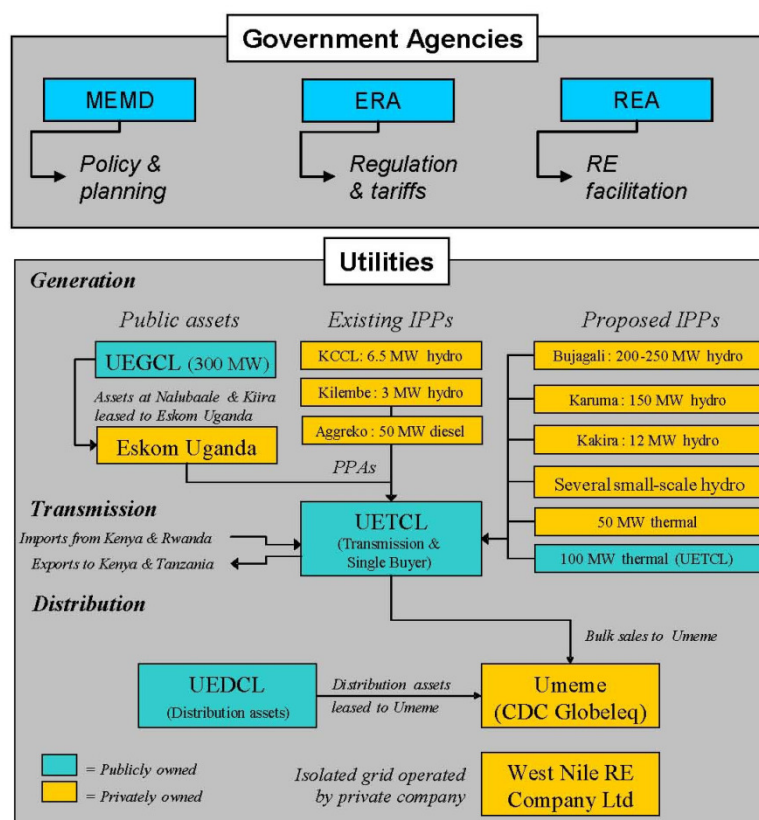 Government Agencies
MEMD
ERA
REA
Policy &
planning
Regulation
& tariffs
RE
facilitation
Utilities
Generation
Public assets
Existing IPPs
Proposed IPPs
UEGCL (300 MW)
Assets at Nalubaale & Kiira
leased to Eskom Uganda
Eskom Uganda
KCCL: 6.5 MW hydro
Kilembe: 3 MW hydro
Aggreko: 50 MW diesel
PPAs
Bujagali: 200-250 MW hydro
Karuma: 150 MW hydro
Kakira: 12 MW hydro
Several small-scale hydro
50 MW thermal
100 MW thermal (UETCL)
Transmission
Imports from Kenya & Rwanda
Exports to Kenya & Tanzania
UETCL
(Transmission &
Single Buyer)
Distribution
Bulk sales to Umeme
UEDCL
(Distribution assets)
Distribution assets
leased to Umeme
Umeme
(CDC Globeleq)
= Publicly owned
= Privately owned
Isolated grid operated
by private company
West Nile RE
Company Ltd